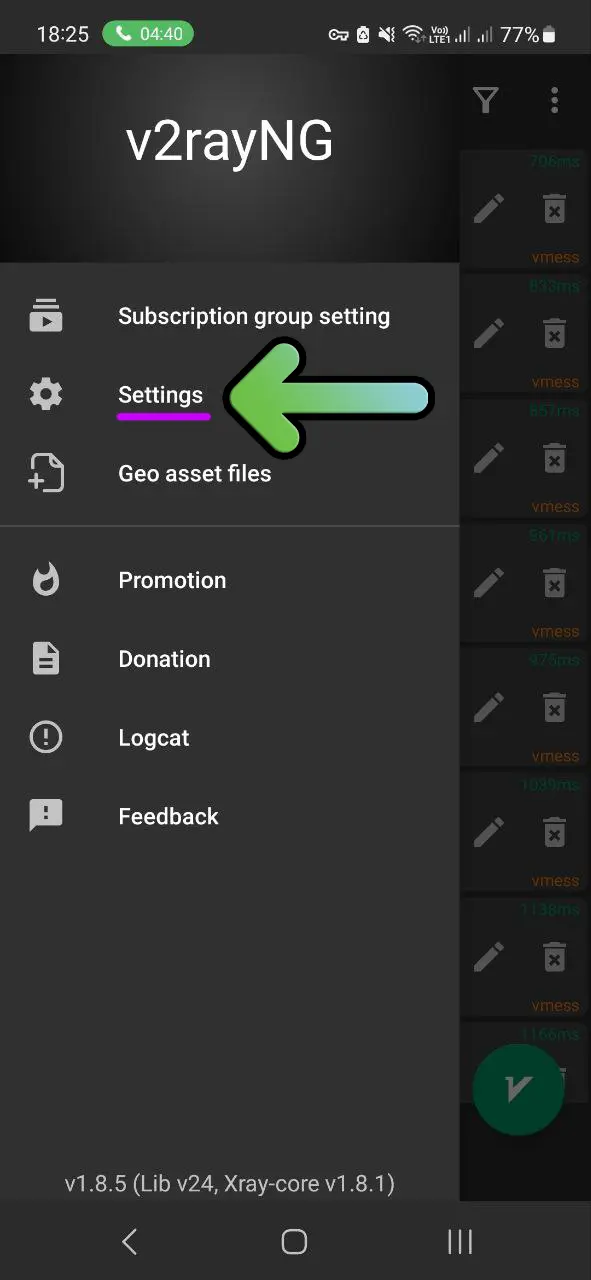 18:25 04:40 Vo)) LTE1 77%
v2rayNG
706ms
vmess
Subscription group setting
833ms
vmess
Settings
857ms
Geo asset files
vmess
961ms
Promotion
vmess
Donation
975ms
Logcat
vmess
1039ms
Feedback
vmess
1138ms
vmess
1166ms
v1.8.5 (Lib v24, Xray-core v1.8.1)